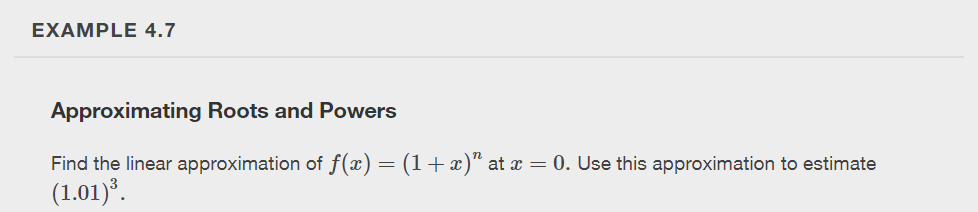 EXAMPLE 4.7
Approximating Roots and Powers
Find the linear approximation of f(x) = (1 + x)ⁿ at x = 0. Use this approximation to estimate
(1.01)³.